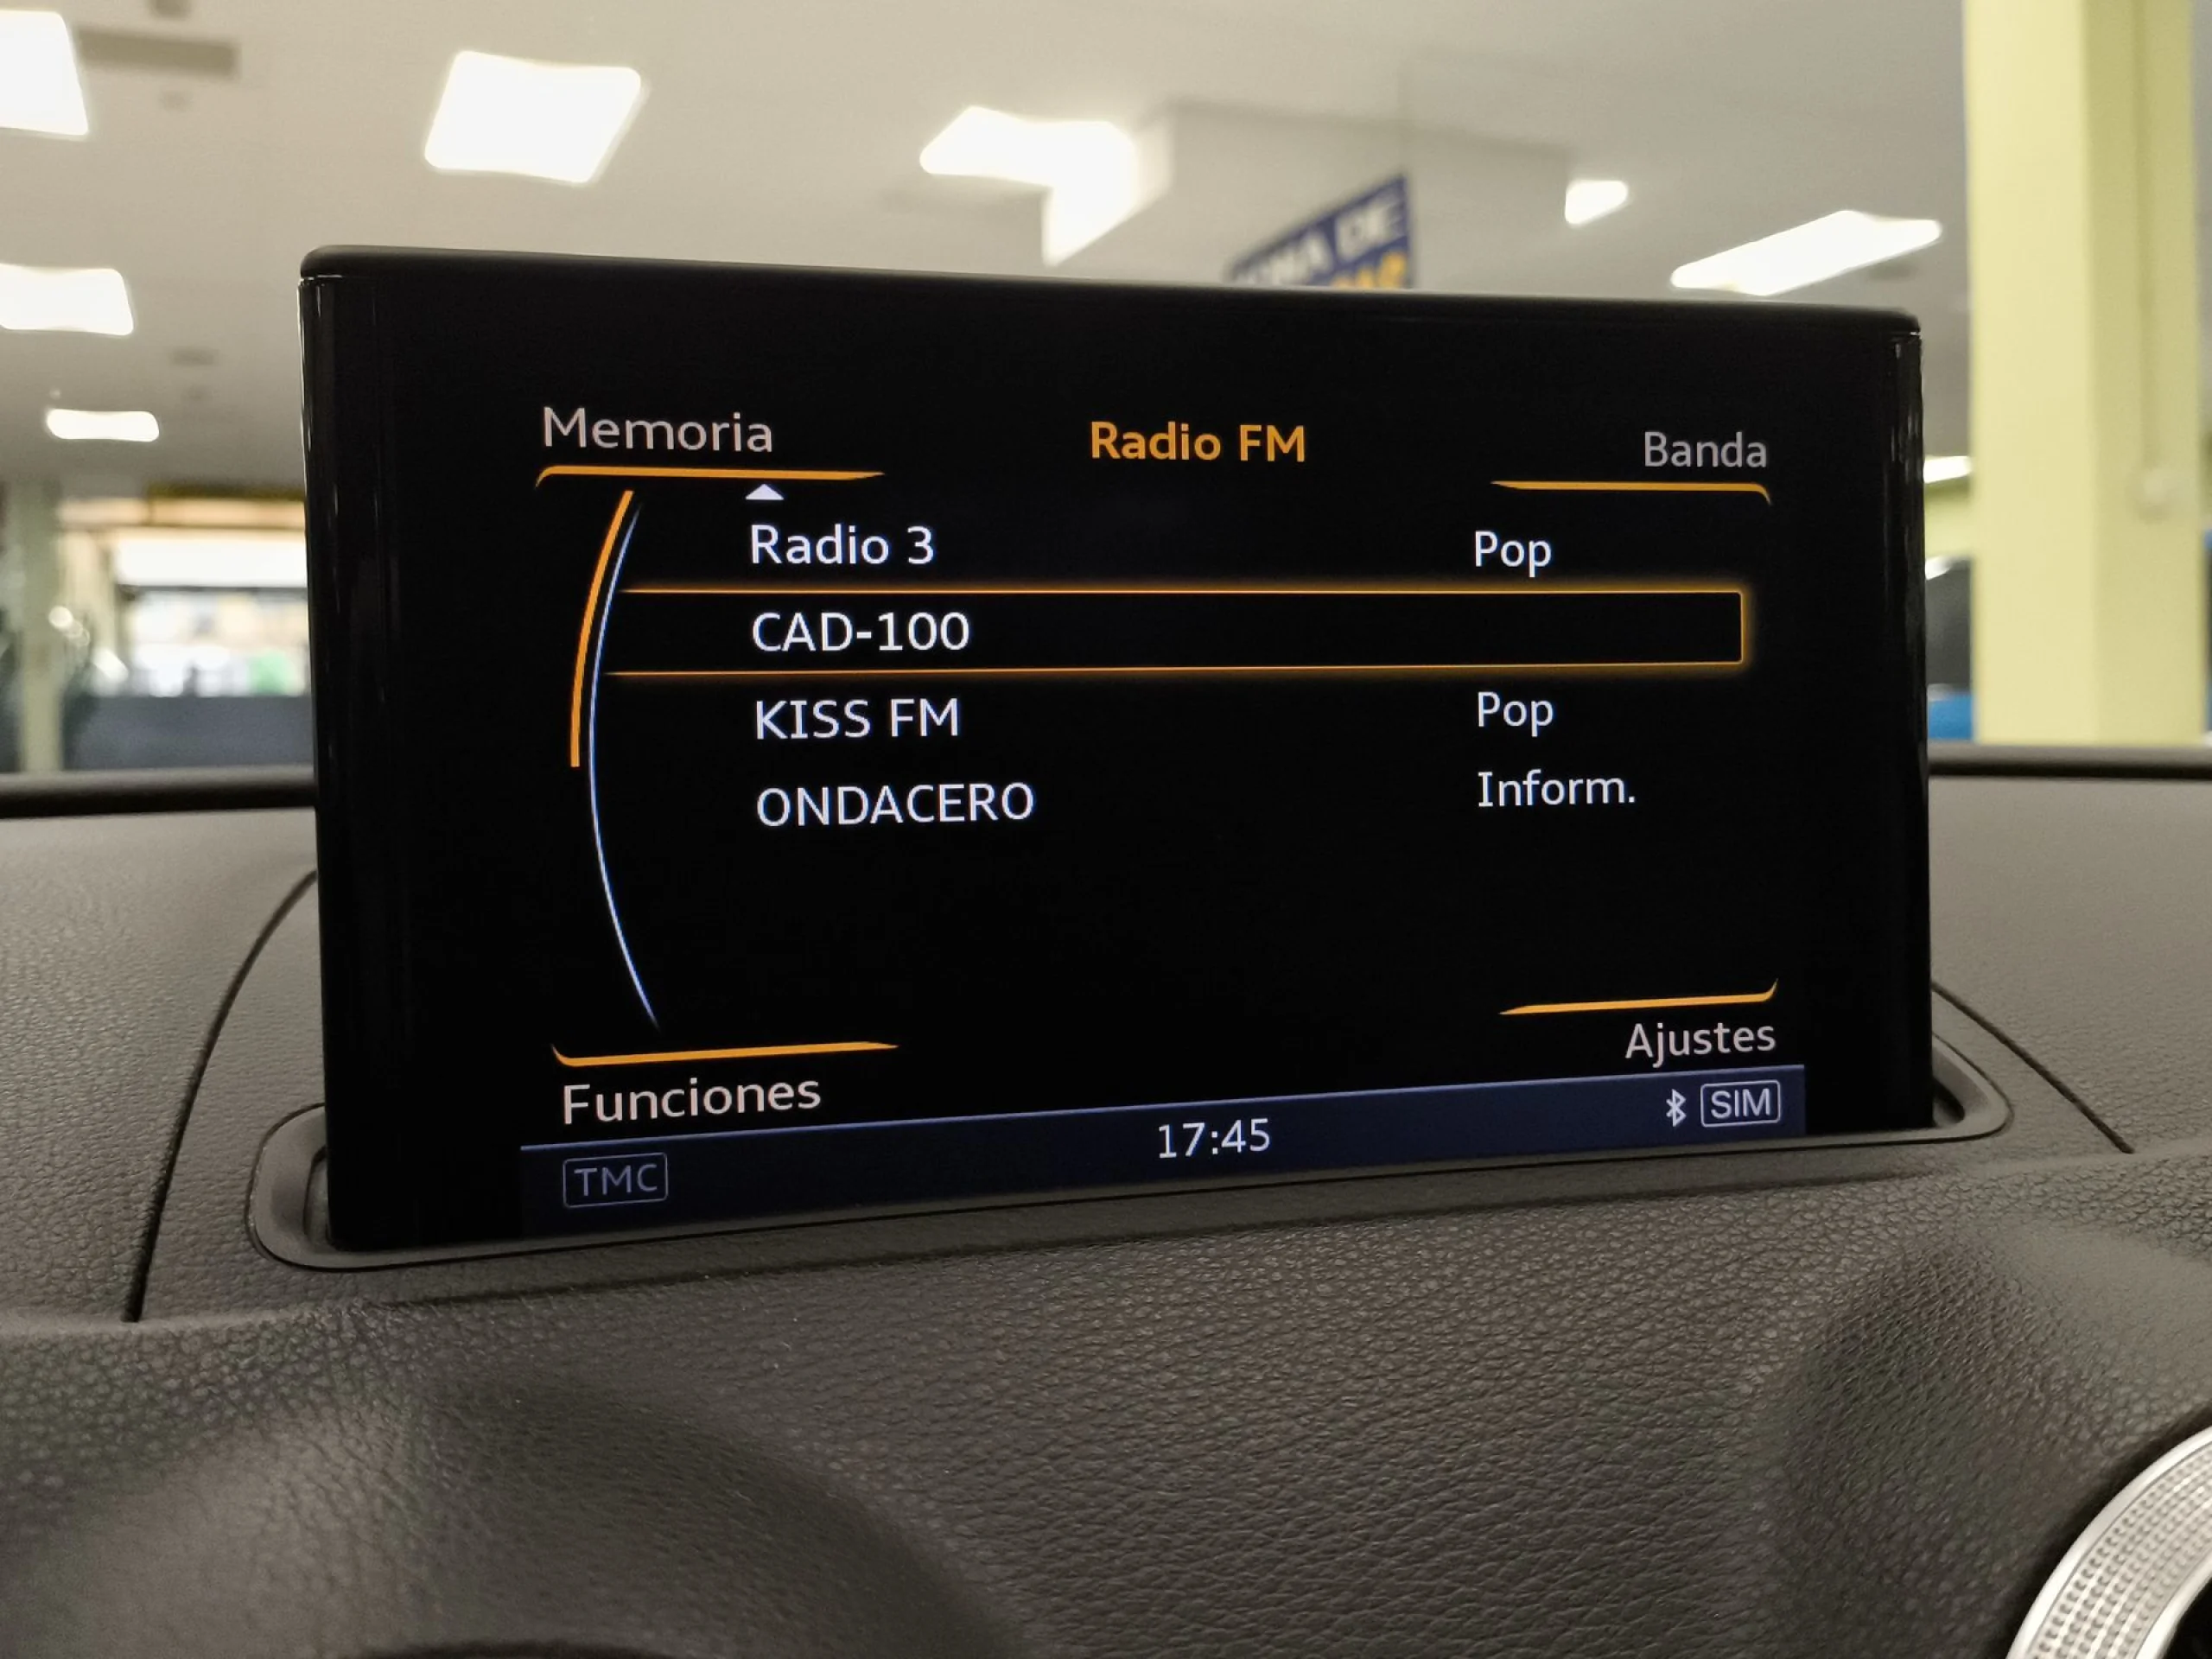 DE
Memoria
Radio FM
Banda
Radio 3
Pop
CAD-100
KISS FM
Pop
ONDACERO
Inform.
Funciones
Ajustes
TMC
17:45
SIM